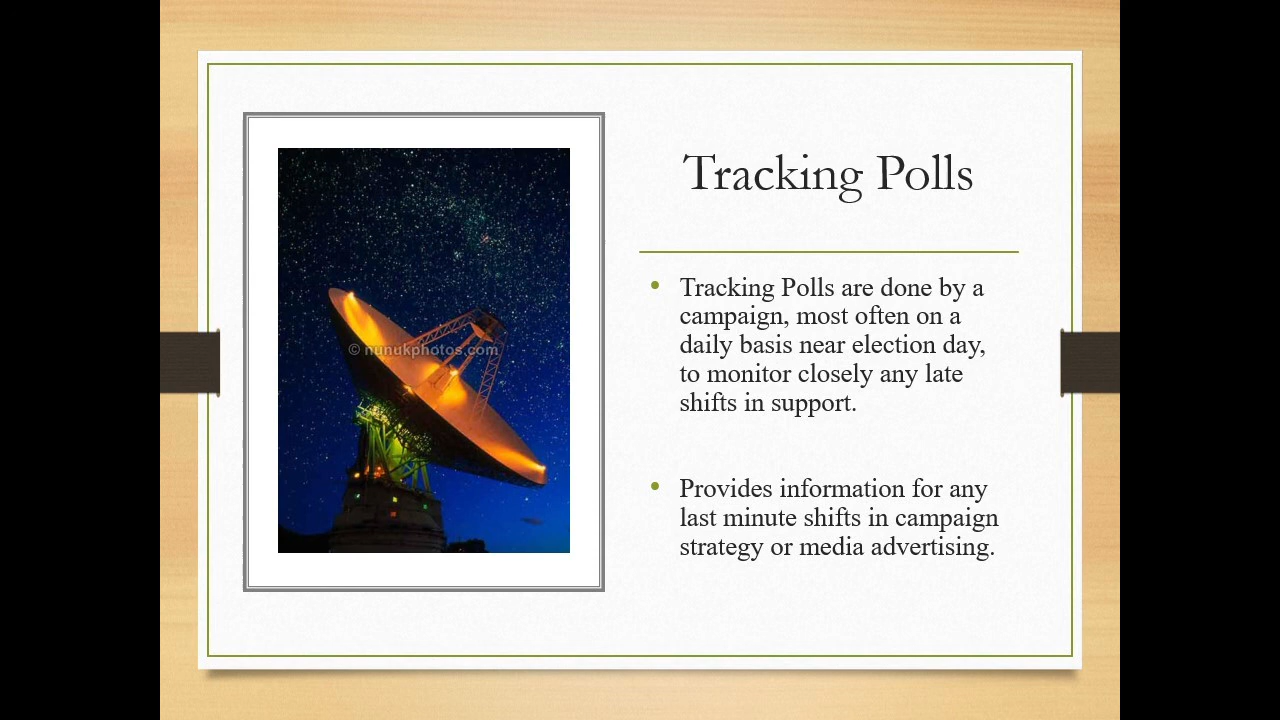 © nunukphotos.com
Tracking Polls
• Tracking Polls are done by a
campaign, most often on a
daily basis near election day,
to monitor closely any late
shifts in support.
• Provides information for any
last minute shifts in campaign
strategy or media advertising.